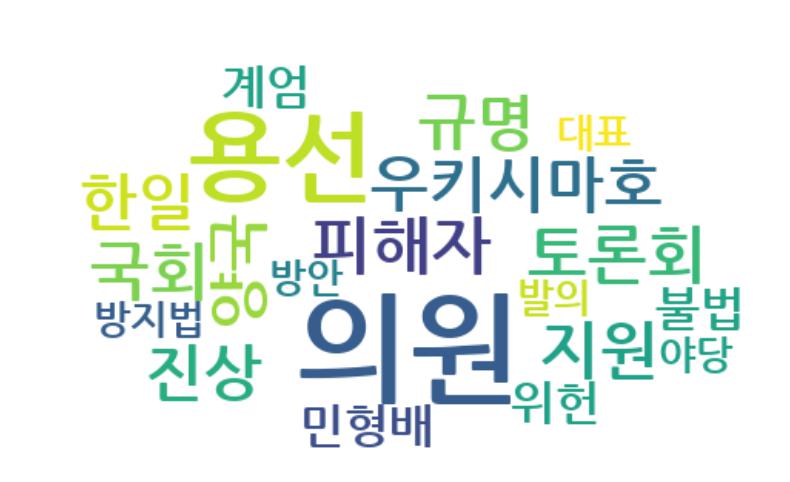 계엄
규명
대표
용선
우키시마호
한일
논평
피해자
토론회
국회
방안
발의
불법
방지법
의원
지원
야당
진상
위헌
민형배